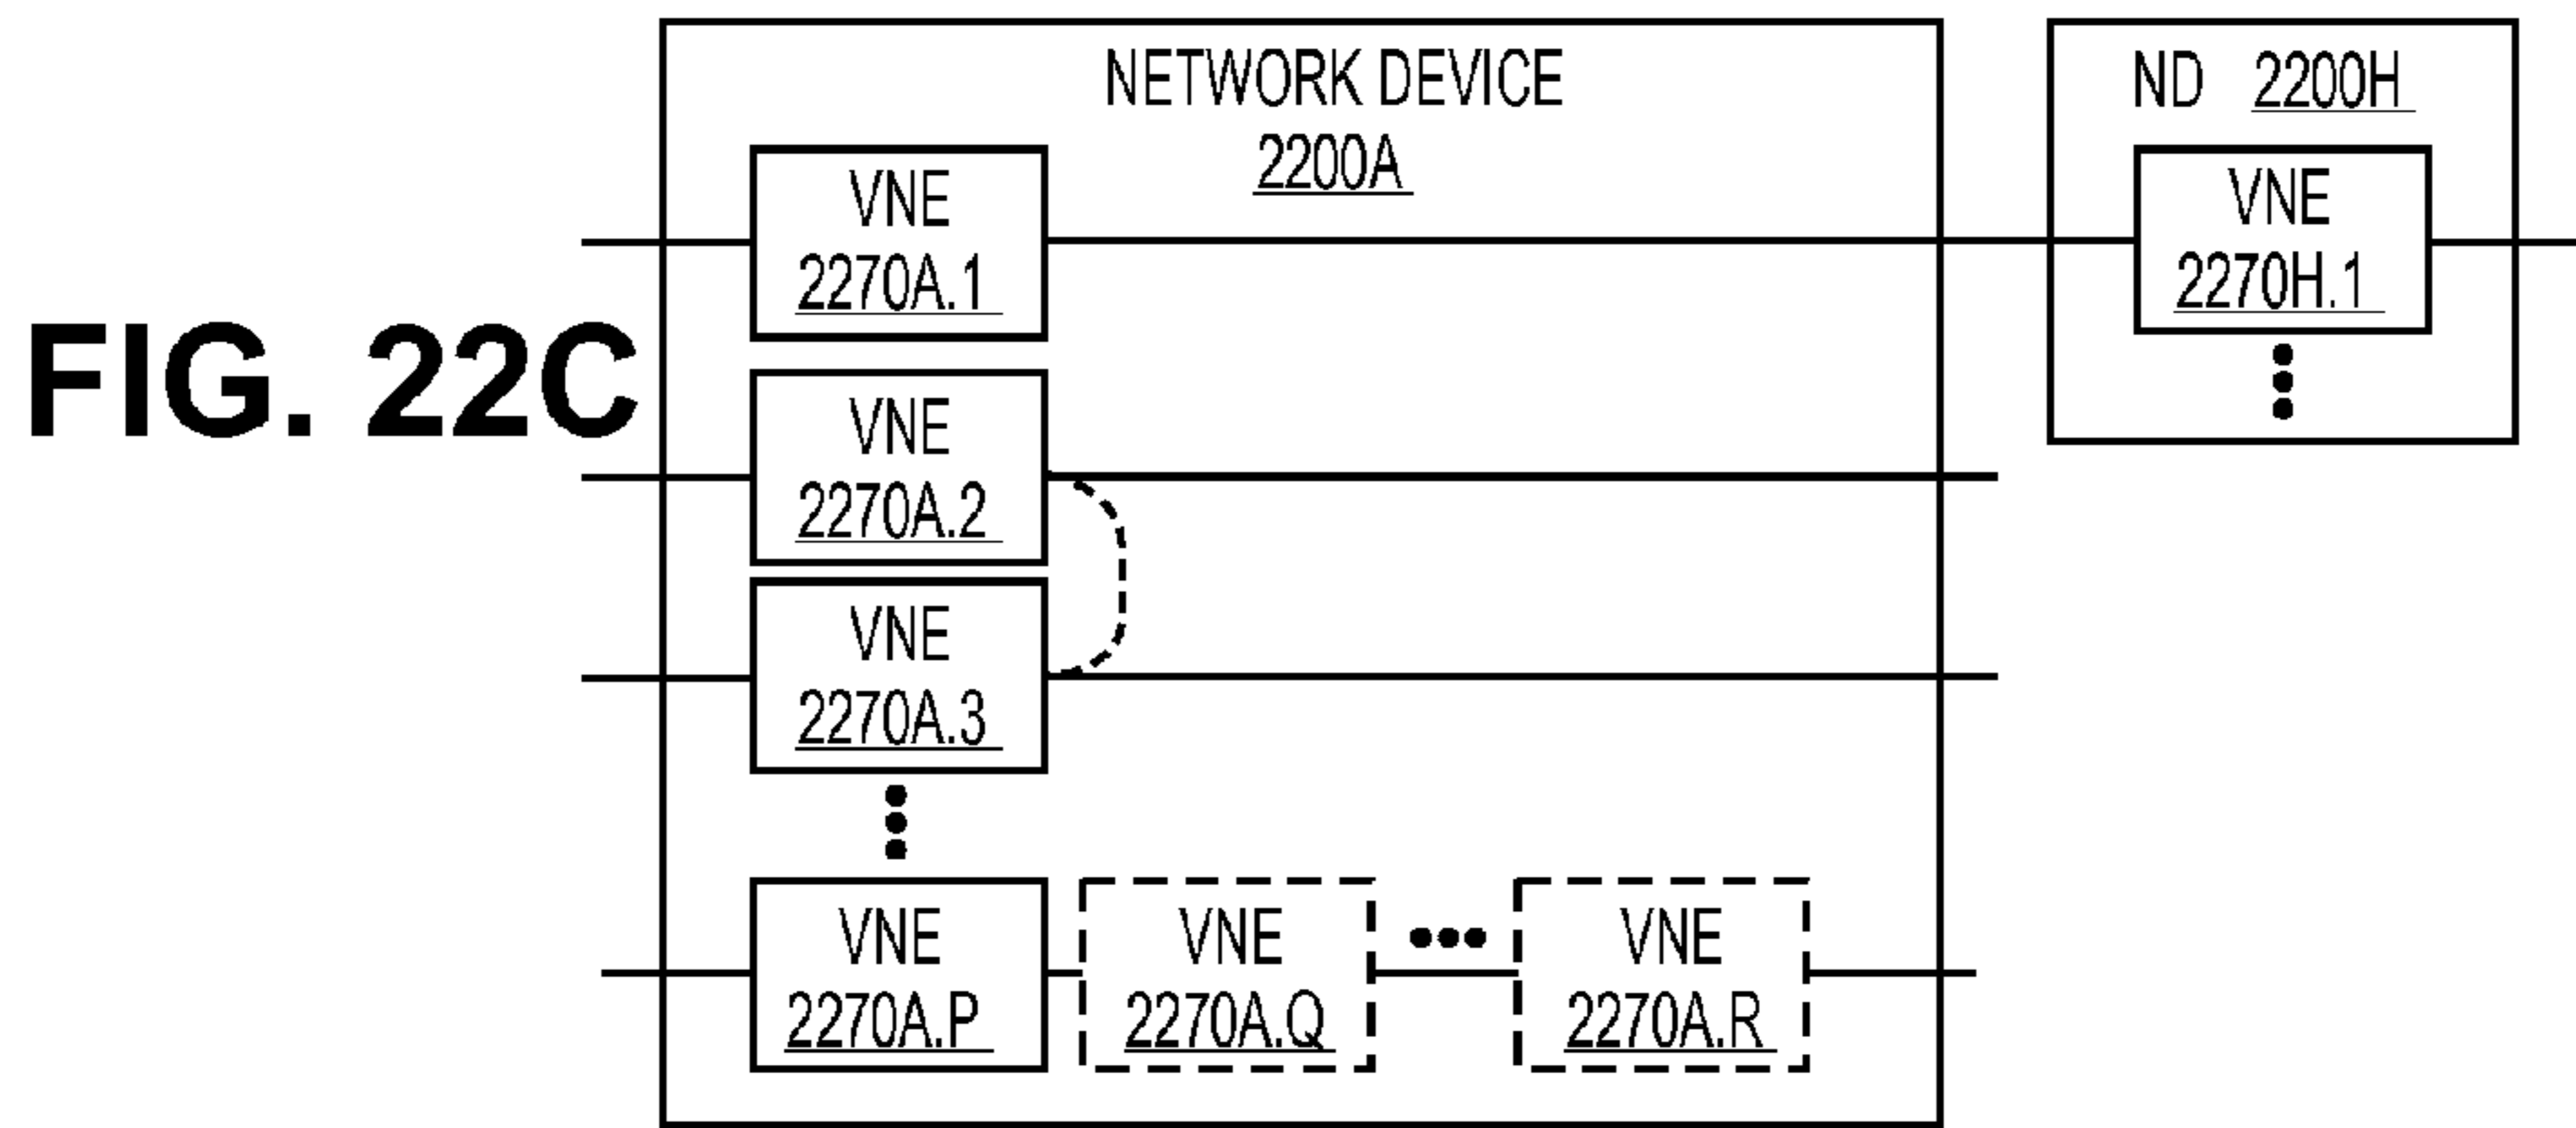 FIG. 22C
NETWORK DEVICE
2200A
VNE
2270A.1
VNE
2270A.2
VNE
2270A.3
VNE
2270A.P
VNE
2270A.Q
VNE
2270A.R
ND 2200H
VNE
2270H.1